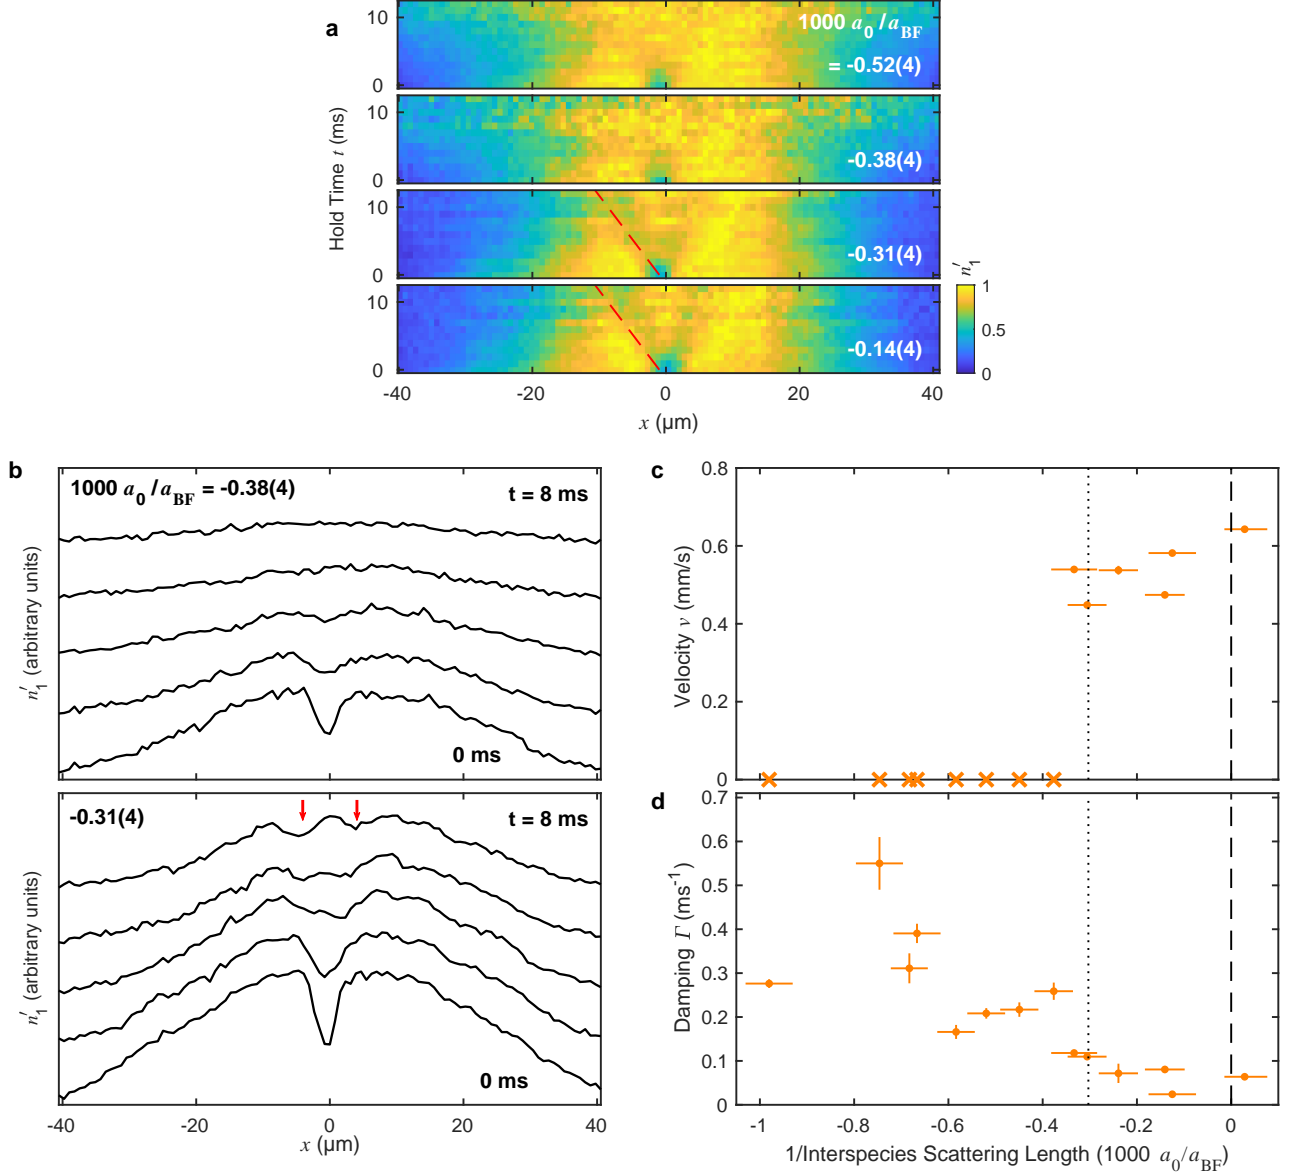 a
1000 a0/aBF
= -0.52(4)
-0.38(4)
-0.31(4)
-0.14(4)
10
0
10
0
10
0
10
0
Hold Time t (ms)
-40
-20
0
20
40
x (µm)
n′1
1
0.5
0
b
1000 a0/aBF = -0.38(4)
t = 8 ms
0 ms
n′1 (arbitrary units)
-0.31(4)
t = 8 ms
0 ms
n′1 (arbitrary units)
-40
-20
0
20
40
x (µm)
c
0.8
0.6
0.4
0.2
0
Velocity v (mm/s)
d
0.7
0.6
0.5
0.4
0.3
0.2
0.1
0
Damping Γ (ms-1)
-1
-0.8
-0.6
-0.4
-0.2
0
1/Interspecies Scattering Length (1000 a0/aBF)